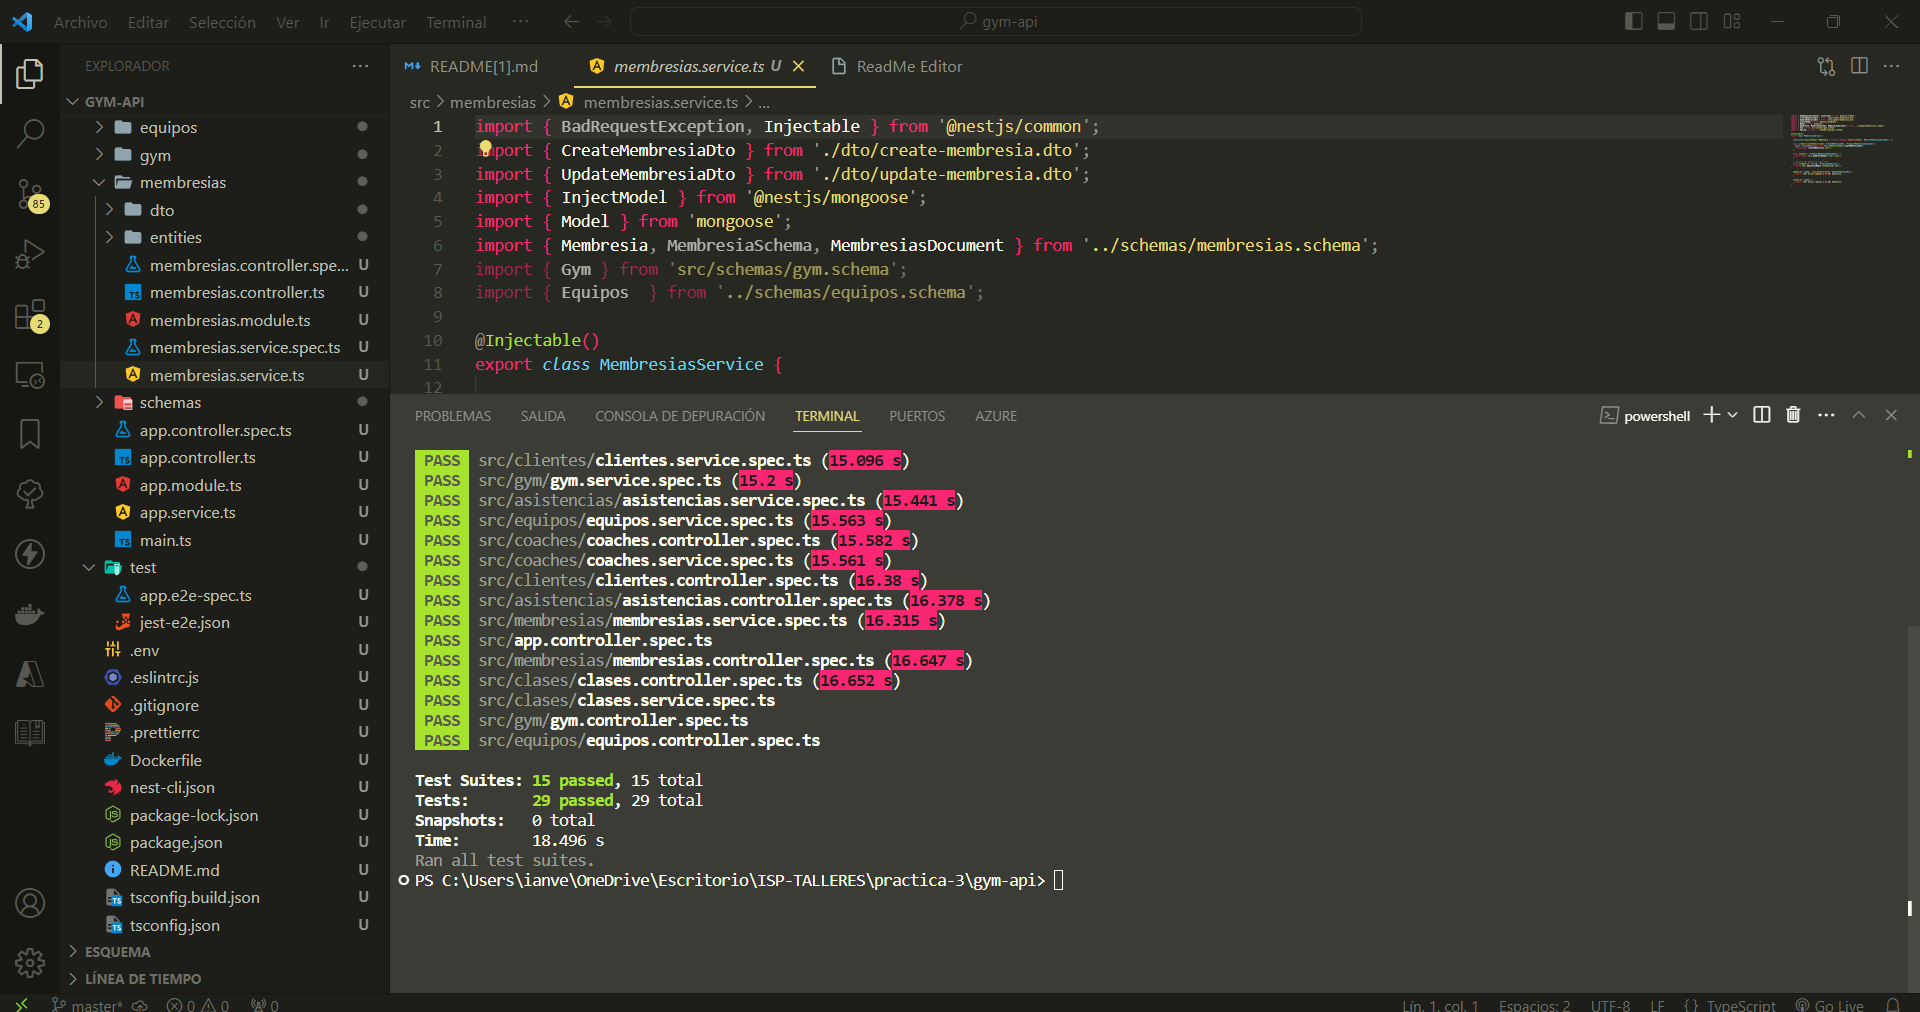 Archivo Editar Selección Ver Ir Ejecutar Terminal ··· gym-api
EXPLORADOR ···
GYM-API
equipos
gym
membresias
dto
entities
membresias.controller.spe... U
membresias.controller.ts U
membresias.module.ts U
membresias.service.spec.ts U
membresias.service.ts U
schemas
app.controller.spec.ts U
app.controller.ts U
app.module.ts U
app.service.ts U
main.ts U
test
app.e2e-spec.ts U
jest-e2e.json U
.env U
.eslintrc.js U
.gitignore U
.prettierrc U
Dockerfile U
nest-cli.json U
package-lock.json U
package.json U
README.md U
tsconfig.build.json U
tsconfig.json U
ESQUEMA
LÍNEA DE TIEMPO
85
2
README[1].md membresias.service.ts U ReadMe Editor
src > membresias > membresias.service.ts > ...
1 import { BadRequestException, Injectable } from '@nestjs/common';
2 import { CreateMembresiaDto } from './dto/create-membresia.dto';
3 import { UpdateMembresiaDto } from './dto/update-membresia.dto';
4 import { InjectModel } from '@nestjs/mongoose';
5 import { Model } from 'mongoose';
6 import { Membresia, MembresiaSchema, MembresiasDocument } from '../schemas/membresias.schema';
7 import { Gym } from 'src/schemas/gym.schema';
8 import { Equipos  } from '../schemas/equipos.schema';
9
10 @Injectable()
11 export class MembresiasService {
12
PROBLEMAS SALIDA CONSOLA DE DEPURACIÓN TERMINAL PUERTOS AZURE powershell
PASS src/clientes/clientes.service.spec.ts (15.096 s)
PASS src/gym/gym.service.spec.ts (15.2 s)
PASS src/asistencias/asistencias.service.spec.ts (15.441 s)
PASS src/equipos/equipos.service.spec.ts (15.563 s)
PASS src/coaches/coaches.controller.spec.ts (15.582 s)
PASS src/coaches/coaches.service.spec.ts (15.561 s)
PASS src/clientes/clientes.controller.spec.ts (16.38 s)
PASS src/asistencias/asistencias.controller.spec.ts (16.378 s)
PASS src/membresias/membresias.service.spec.ts (16.315 s)
PASS src/app.controller.spec.ts
PASS src/membresias/membresias.controller.spec.ts (16.647 s)
PASS src/clases/clases.controller.spec.ts (16.652 s)
PASS src/clases/clases.service.spec.ts
PASS src/gym/gym.controller.spec.ts
PASS src/equipos/equipos.controller.spec.ts
Test Suites: 15 passed, 15 total
Tests: 29 passed, 29 total
Snapshots: 0 total
Time: 18.496 s
Ran all test suites.
PS C:\Users\ianve\OneDrive\Escritorio\ISP-TALLERES\practica-3\gym-api>
master* 0 0 0 Lín. 1, col. 1 Espacios: 2 UTF-8 LF {} TypeScript Go Live